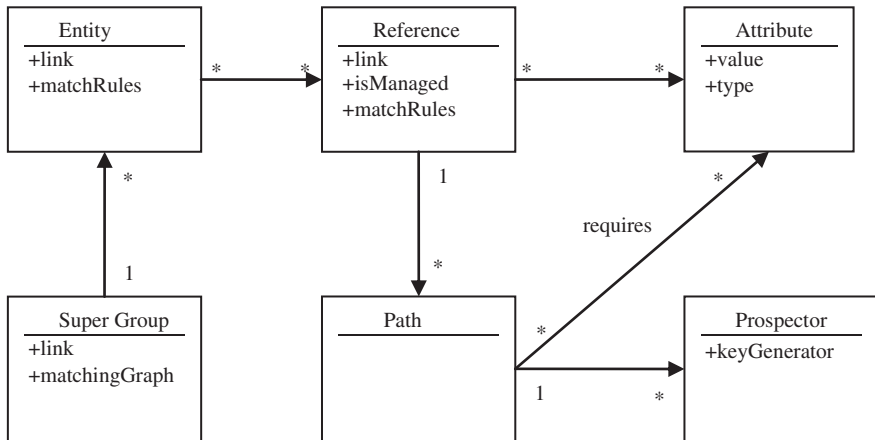 Entity
+link
+matchRules
* *
Reference
+link
+isManaged
+matchRules
* *
Attribute
+value
+type
*
1
1
*
*
requires
*
Super Group
+link
+matchingGraph
Path
1 *
Prospector
+keyGenerator